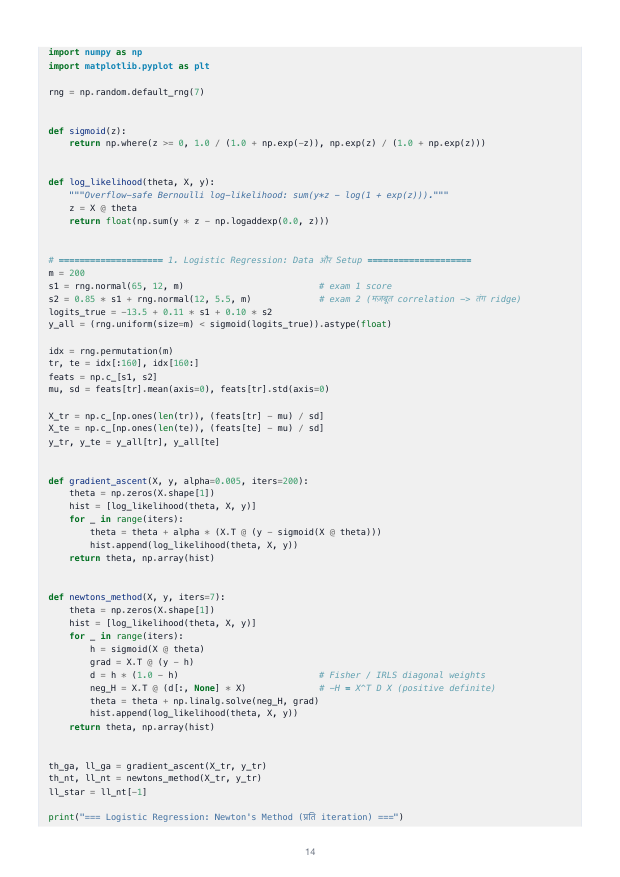 import numpy as np
import matplotlib.pyplot as plt
rng = np.random.default_rng(7)
def sigmoid(z):
    return np.where(z >= 0, 1.0 / (1.0 + np.exp(-z)), np.exp(z) / (1.0 + np.exp(z)))
def log_likelihood(theta, X, y):
    """Overflow-safe Bernoulli log-likelihood: sum(y*z - log(1 + exp(z)))."""
    z = X @ theta
    return float(np.sum(y * z - np.logaddexp(0.0, z)))
# ==================== 1. Logistic Regression: Data और Setup ====================
m = 200
s1 = rng.normal(65, 12, m)                          # exam 1 score
s2 = 0.85 * s1 + rng.normal(12, 5.5, m)             # exam 2 (मजबूत correlation -> तंग ridge)
logits_true = -13.5 + 0.11 * s1 + 0.10 * s2
y_all = (rng.uniform(size=m) < sigmoid(logits_true)).astype(float)
idx = rng.permutation(m)
tr, te = idx[:160], idx[160:]
feats = np.c_[s1, s2]
mu, sd = feats[tr].mean(axis=0), feats[tr].std(axis=0)
X_tr = np.c_[np.ones(len(tr)), (feats[tr] - mu) / sd]
X_te = np.c_[np.ones(len(te)), (feats[te] - mu) / sd]
y_tr, y_te = y_all[tr], y_all[te]
def gradient_ascent(X, y, alpha=0.005, iters=200):
    theta = np.zeros(X.shape[1])
    hist = [log_likelihood(theta, X, y)]
    for _ in range(iters):
        theta = theta + alpha * (X.T @ (y - sigmoid(X @ theta)))
        hist.append(log_likelihood(theta, X, y))
    return theta, np.array(hist)
def newtons_method(X, y, iters=7):
    theta = np.zeros(X.shape[1])
    hist = [log_likelihood(theta, X, y)]
    for _ in range(iters):
        h = sigmoid(X @ theta)
        grad = X.T @ (y - h)
        d = h * (1.0 - h)                           # Fisher / IRLS diagonal weights
        neg_H = X.T @ (d[:, None] * X)              # -H = X^T D X (positive definite)
        theta = theta + np.linalg.solve(neg_H, grad)
        hist.append(log_likelihood(theta, X, y))
    return theta, np.array(hist)
th_ga, ll_ga = gradient_ascent(X_tr, y_tr)
th_nt, ll_nt = newtons_method(X_tr, y_tr)
ll_star = ll_nt[-1]
print("=== Logistic Regression: Newton's Method (प्रति iteration) ===")
14